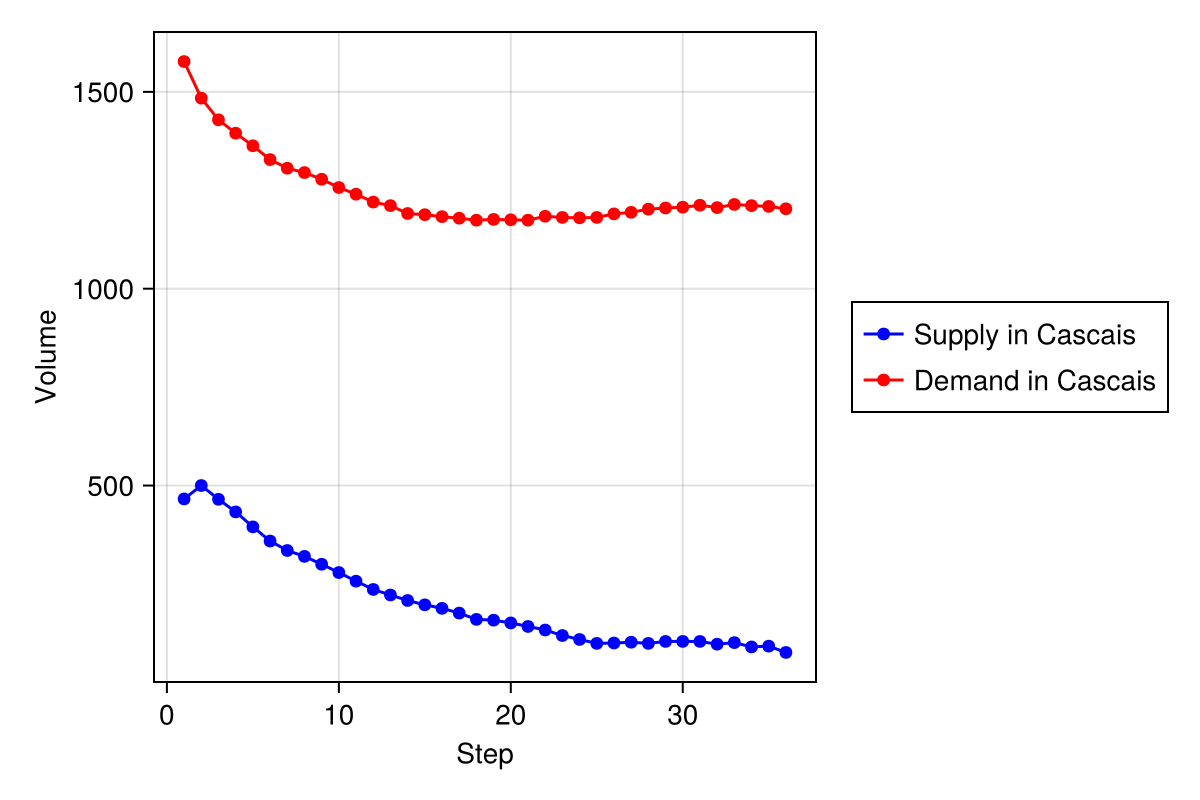 1500
1000
500
Volume
0 10 20 30
Step
Supply in Cascais
Demand in Cascais